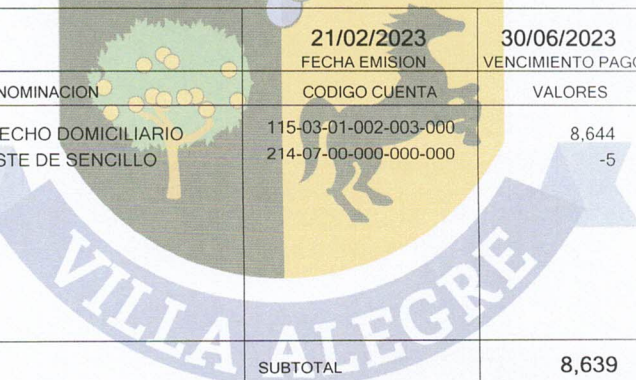 21/02/2023 30/06/2023
FECHA EMISION VENCIMIENTO PAGO
NOMINACION CODIGO CUENTA VALORES
ECHO DOMICILIARIO 115-03-01-002-003-000 8,644
STE DE SENCILLO 214-07-00-000-000-000 -5
VILLA ALEGRE
SUBTOTAL 8,639